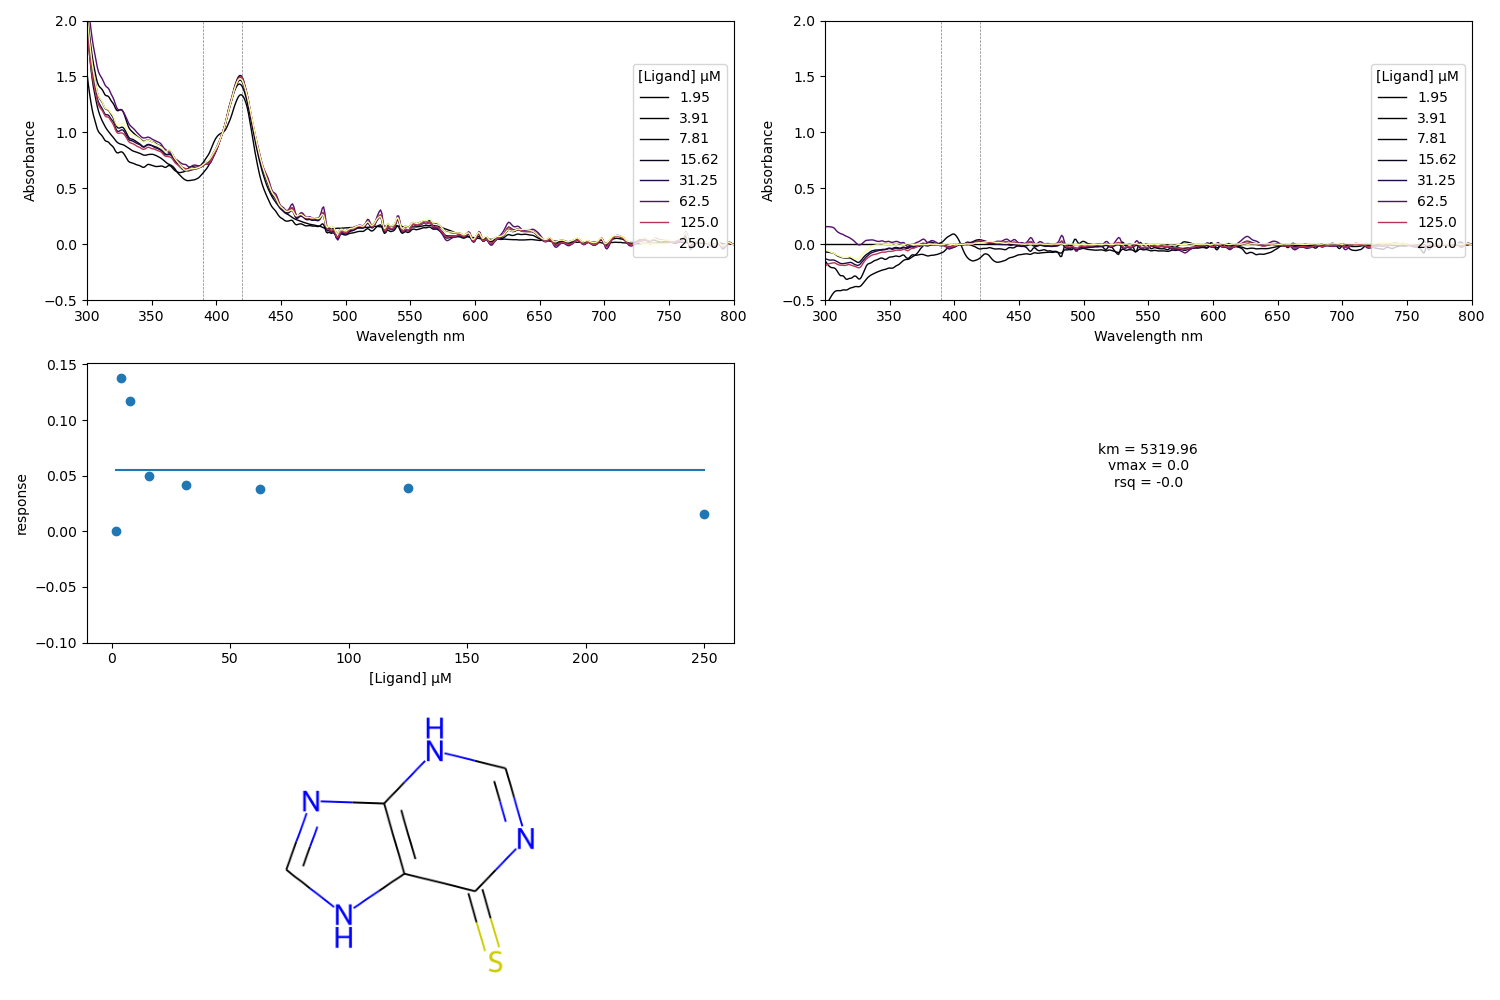 2.0
1.5
1.0
0.5
0.0
−0.5
Absorbance
300 350 400 450 500 550 600 650 700 750 800
Wavelength nm
[Ligand] μM
1.95
3.91
7.81
15.62
31.25
62.5
125.0
250.0
2.0
1.5
1.0
0.5
0.0
−0.5
Absorbance
300 350 400 450 500 550 600 650 700 750 800
Wavelength nm
[Ligand] μM
1.95
3.91
7.81
15.62
31.25
62.5
125.0
250.0
0.15
0.10
0.05
0.00
−0.05
−0.10
response
0 50 100 150 200 250
[Ligand] μM
km = 5319.96
vmax = 0.0
rsq = -0.0
H
N
N
N
N
H
S